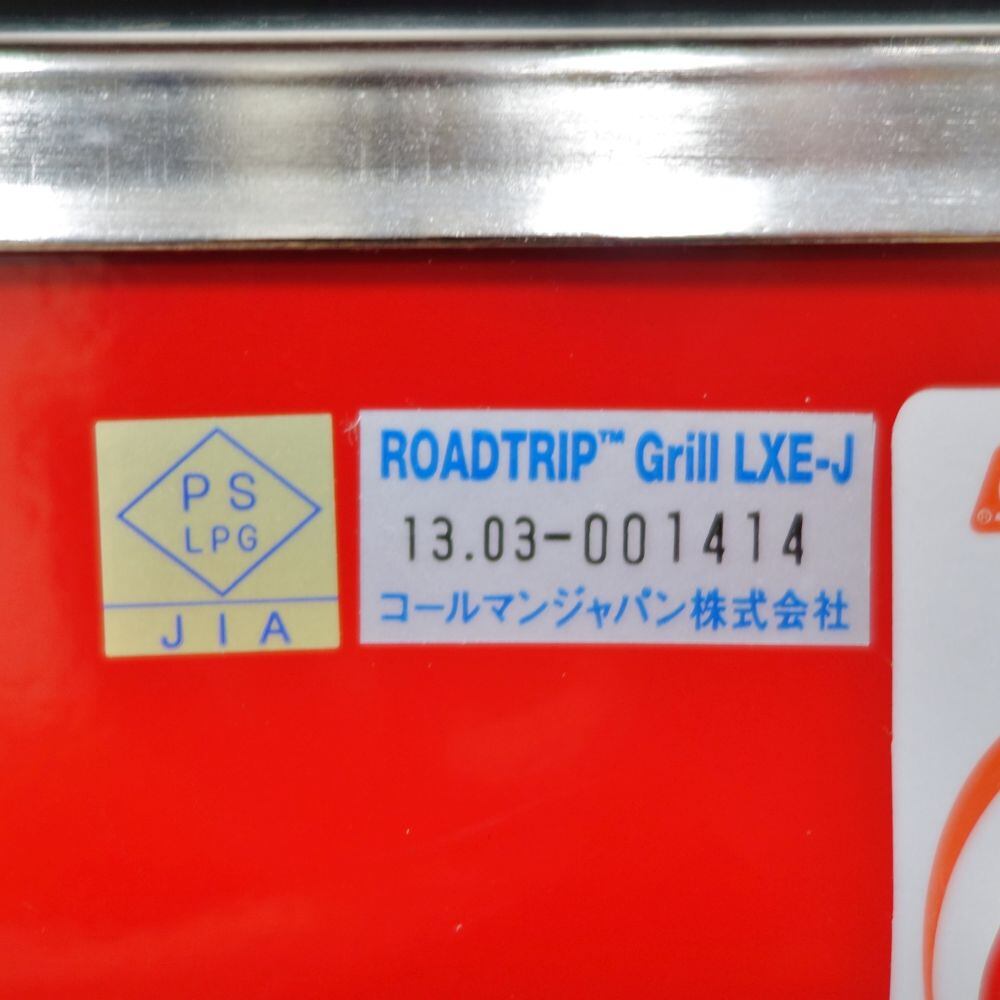 PS
LPG
JIA
ROADTRIP™ Grill LXE-J
13.03-001414
コールマンジャパン株式会社
®